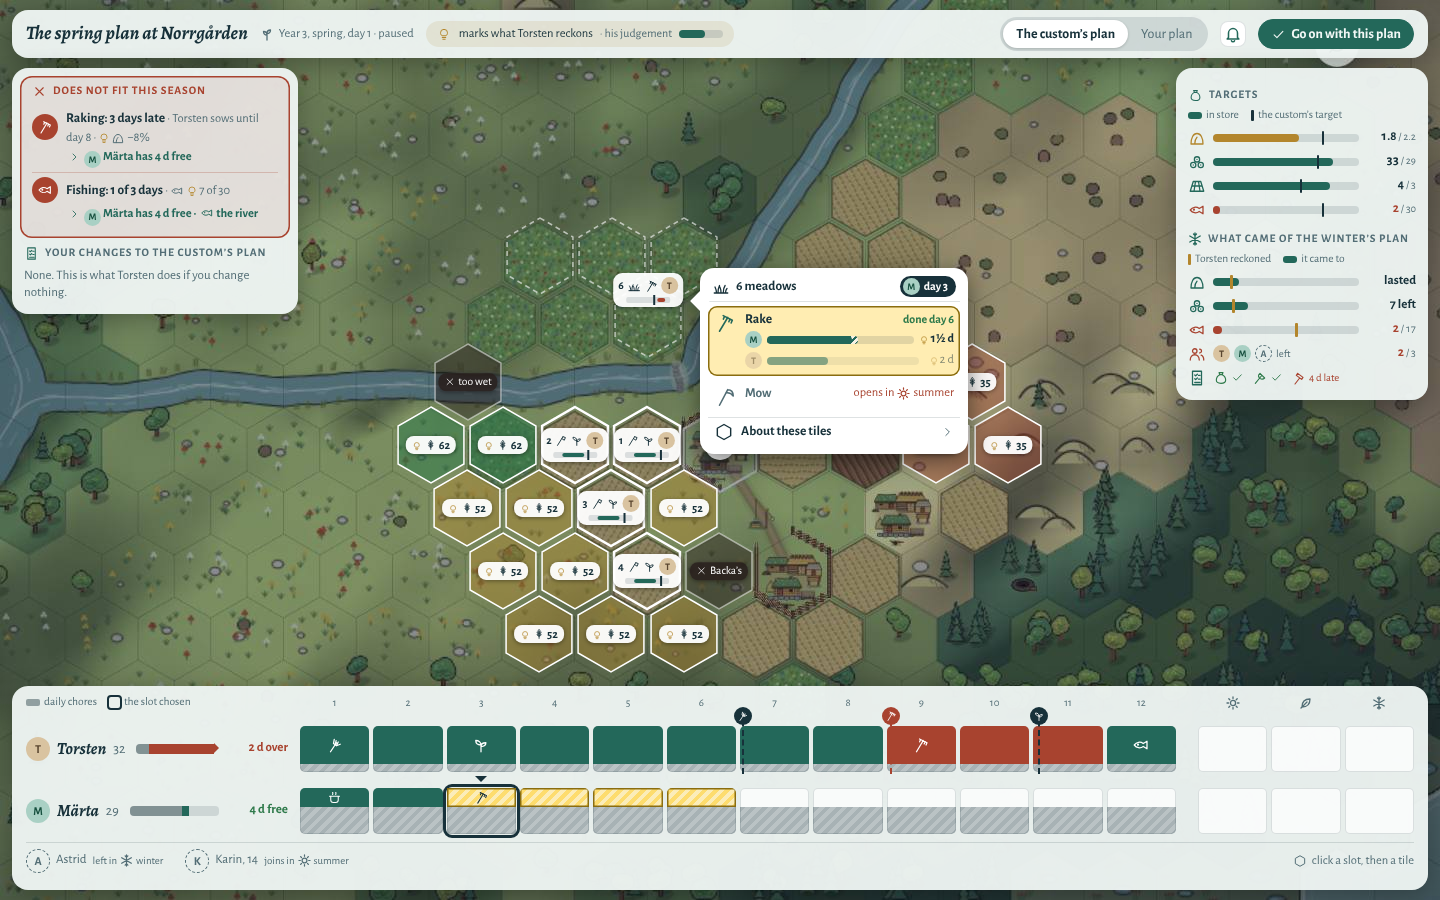 The spring plan at Norrgården
Year 3, spring, day 1 · paused
marks what Torsten reckons · his judgement
The custom's plan
Your plan
Go on with this plan
DOES NOT FIT THIS SEASON
Raking: 3 days late · Torsten sows until
day 8 · −8%
M Märta has 4 d free
Fishing: 1 of 3 days · 7 of 30
M Märta has 4 d free · the river
YOUR CHANGES TO THE CUSTOM'S PLAN
None. This is what Torsten does if you change
nothing.
TARGETS
in store the custom's target
1.8 / 2.2
33 / 29
4 / 3
2 / 30
WHAT CAME OF THE WINTER'S PLAN
Torsten reckoned it came to
lasted
7 left
2 / 17
T M A left 2 / 3
4 d late
6 T
6 meadows M day 3
Rake done day 6
M 1½ d
T 2 d
Mow opens in summer
About these tiles
too wet
35
62
62
2 T
1 T
35
52
52
3 T
52
52
52
4 T
Backa's
52
52
52
daily chores the slot chosen
1 2 3 4 5 6 7 8 9 10 11 12
T Torsten 32 2 d over
M Märta 29 4 d free
A Astrid left in winter
K Karin, 14 joins in summer
click a slot, then a tile